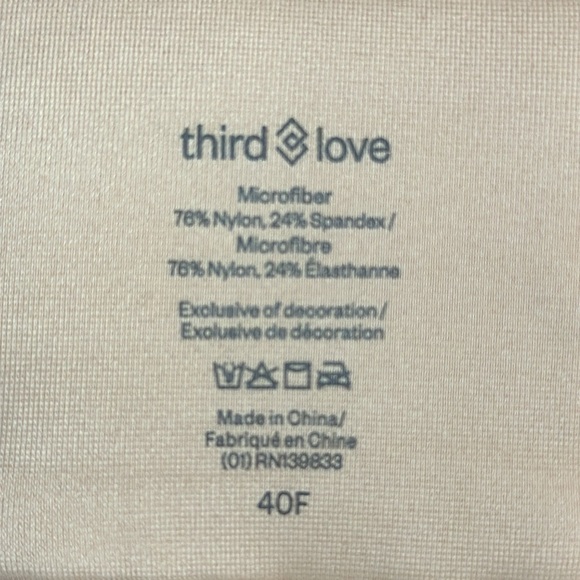 third love
Microfiber
76% Nylon, 24% Spandex/
Microfibre
76% Nylon, 24% Élasthanne
Exclusive of decoration/
Exclusive de décoration
Made in China/
Fabriqué en Chine
(01) RN139833
40F